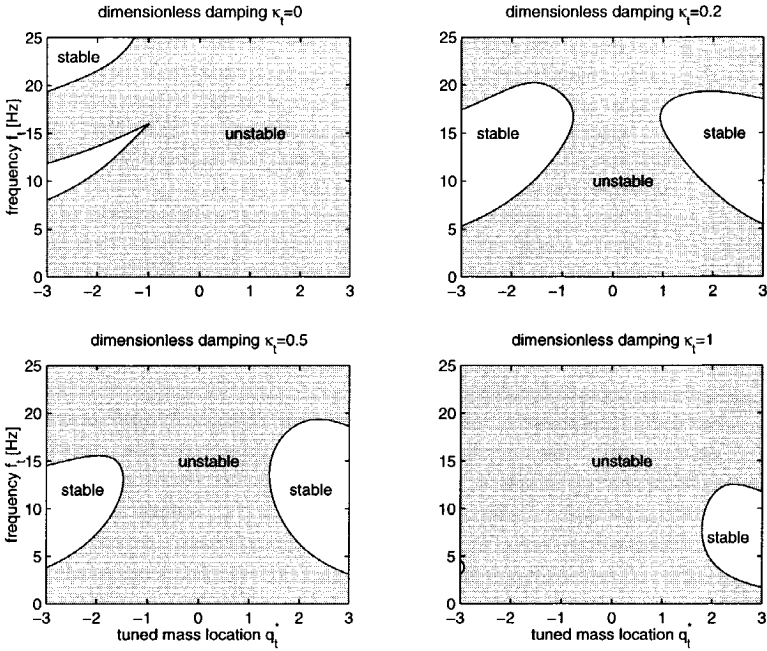 dimensionless damping κt=0
dimensionless damping κt=0.2
25
20
15
10
5
0
frequency ft [Hz]
stable
unstable
−3 −2 −1 0 1 2 3
25
20
15
10
5
0
stable
unstable
stable
−3 −2 −1 0 1 2 3
dimensionless damping κt=0.5
dimensionless damping κt=1
25
20
15
10
5
0
frequency ft [Hz]
stable
unstable
stable
−3 −2 −1 0 1 2 3
tuned mass location qt*
25
20
15
10
5
0
unstable
stable
−3 −2 −1 0 1 2 3
tuned mass location qt*